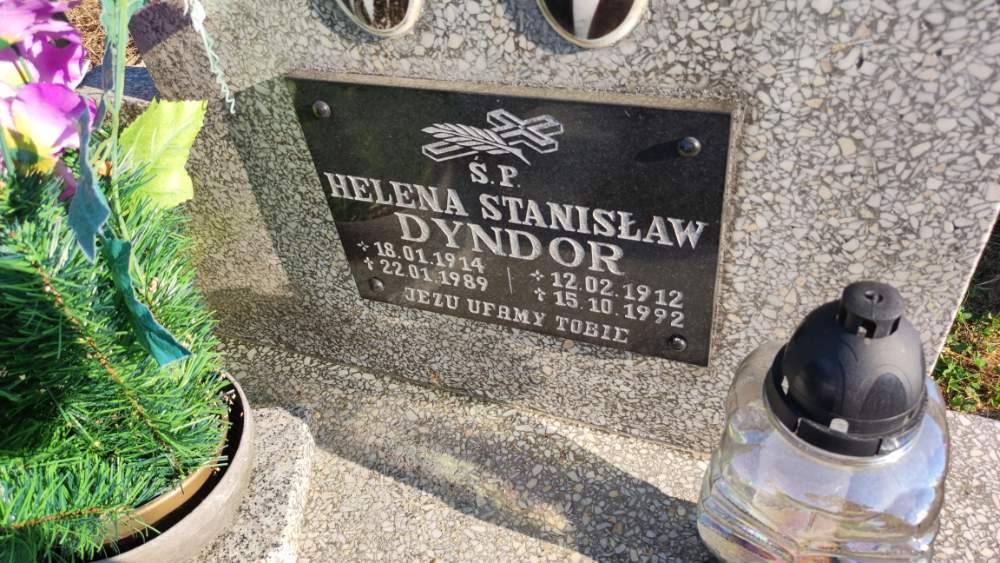 Ś.P.
HELENA STANISŁAW
DYNDOR
18.01.1914 12.02.1912
† 22.01.1989 † 15.10.1992
JEZU UFAMY TOBIE